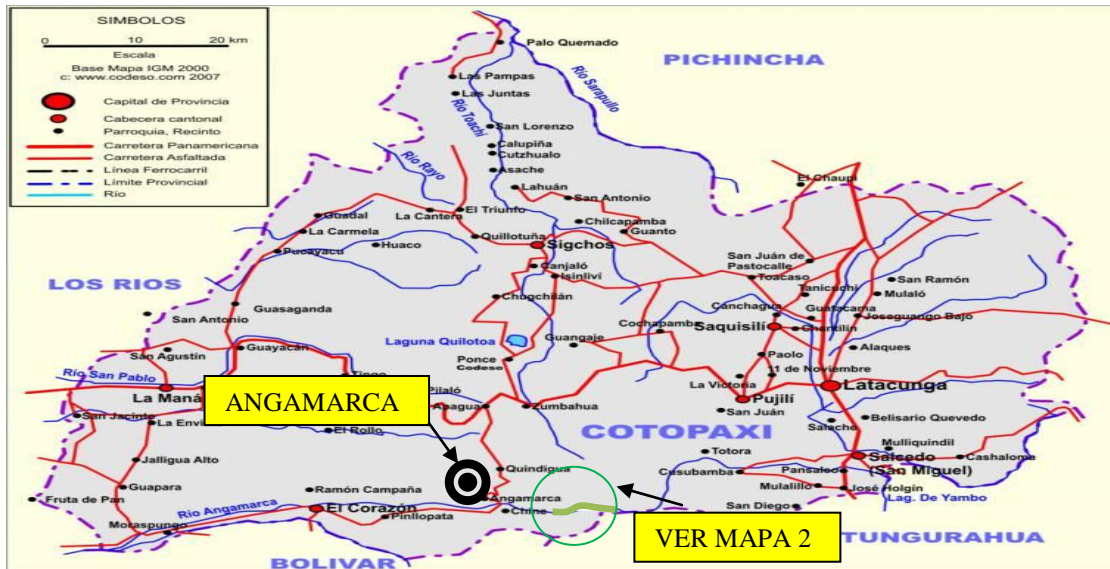 SIMBOLOS
0 10 20 km
Escala
Base Mapa IGM 2000
c: www.codeso.com 2007
Capital de Provincia
Cabecera cantonal
Parroquia, Recinto
Carretera Panamericana
Carretera Asfaltada
Línea Ferrocarril
Límite Provincial
Río
Palo Quemado
PICHINCHA
Las Pampas
Las Juntas
Río Sarapullo
Río Toachi
San Lorenzo
Calupiña
Cutzhualo
Río Rayo
Asache
Lahuán
El Chaupi
San Antonio
Guadal
La Cantera
El Triunfo
Chilcapamba
Guanto
La Carmela
Huaco
Quillotuña
Sigchos
Pucayacu
Canjaló
Isinliví
San Juán de
Pastocalle
Toacaso
San Ramón
LOS RIOS
Tanicuchi
Mulaló
Chogchilán
Guasaganda
San Antonio
Canchagua
Guatacama
Joseguango Bajo
Cochapamba
Saquisilí
Chantilín
San Agustín
Guayacán
Laguna Quilotoa
Guangaje
Alaques
Ponce
Codeso
Paolo
11 de Noviembre
Río San Pablo
Tingo
La Maná
Pilaló
La Victoria
Latacunga
ANGAMARCA
Apagua
Zumbahua
Pujilí
San Juán
San Jacinto
La Envi
El Rollo
COTOPAXI
Salache
Belisario Quevedo
Mulliquindil
Jalligua Alto
Totora
Salcedo
(San Miguel)
Cashaloma
Quindigua
Cusubamba
Pansaleo
Guapara
Ramón Campaña
Angamarca
Mulalillo
José Holgín
Lag. De Yambo
Fruta de Pan
Río Angamarca
El Corazón
Pinllopata
Chine
San Diego
Moraspungo
VER MAPA 2
TUNGURAHUA
BOLIVAR